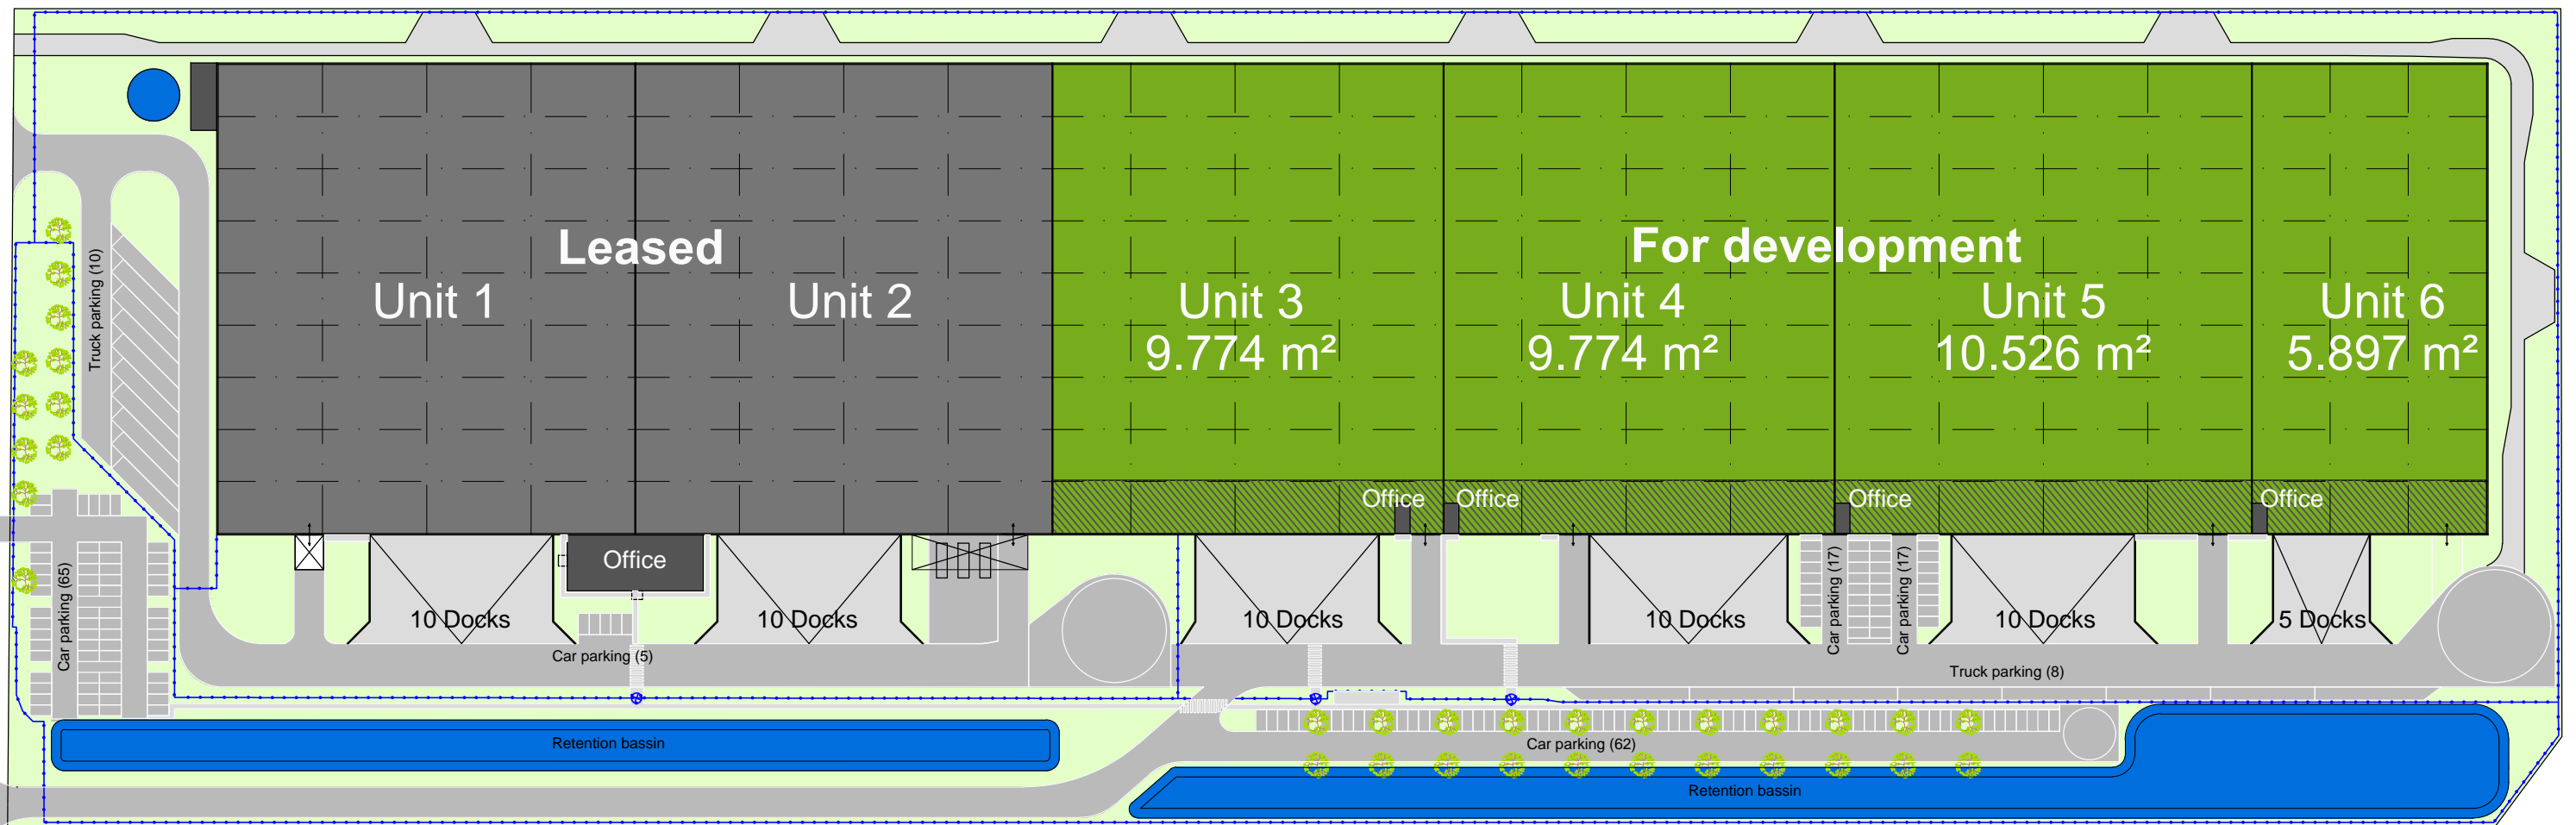 Leased
For development
Unit 1
Unit 2
Unit 3
9.774 m²
Unit 4
9.774 m²
Unit 5
10.526 m²
Unit 6
5.897 m²
Truck parking (10)
Office
Office
Office
Office
Office
Car parking (65)
10 Docks
10 Docks
10 Docks
10 Docks
Car parking (17)
Car parking (17)
10 Docks
5 Docks
Car parking (5)
Truck parking (8)
Retention bassin
Car parking (62)
Retention bassin